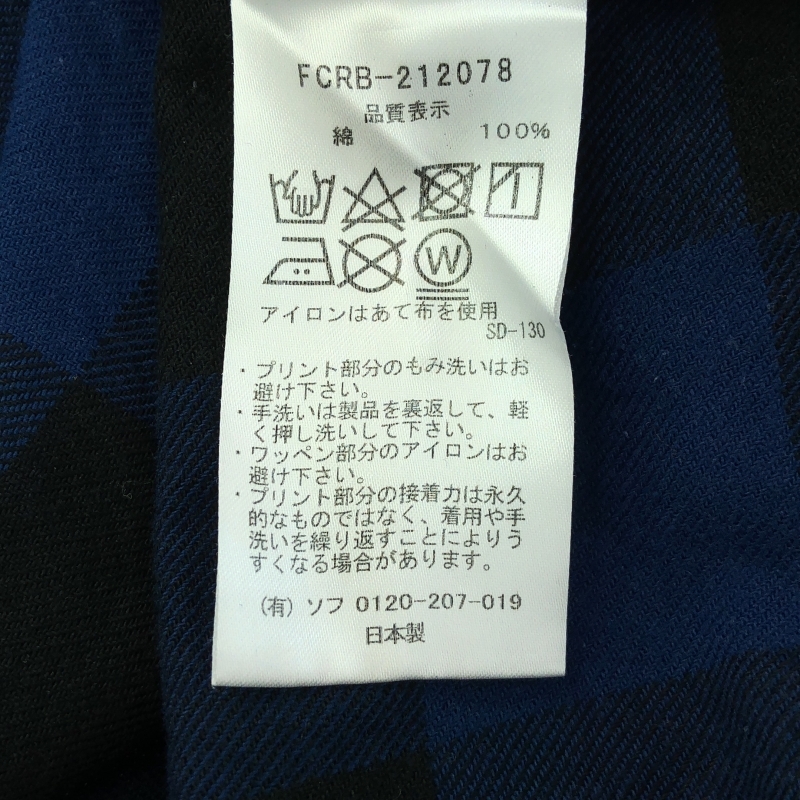 FCRB-212078
品質表示
綿 100%
W
アイロンはあて布を使用
SD-130
・プリント部分のもみ洗いはお
避け下さい。
・手洗いは製品を裏返して、軽
く押し洗いして下さい。
・ワッペン部分のアイロンはお
避け下さい。
・プリント部分の接着力は永久
的なものではなく、着用や手
洗いを繰り返すことによりう
すくなる場合があります。
(有) ソフ 0120-207-019
日本製